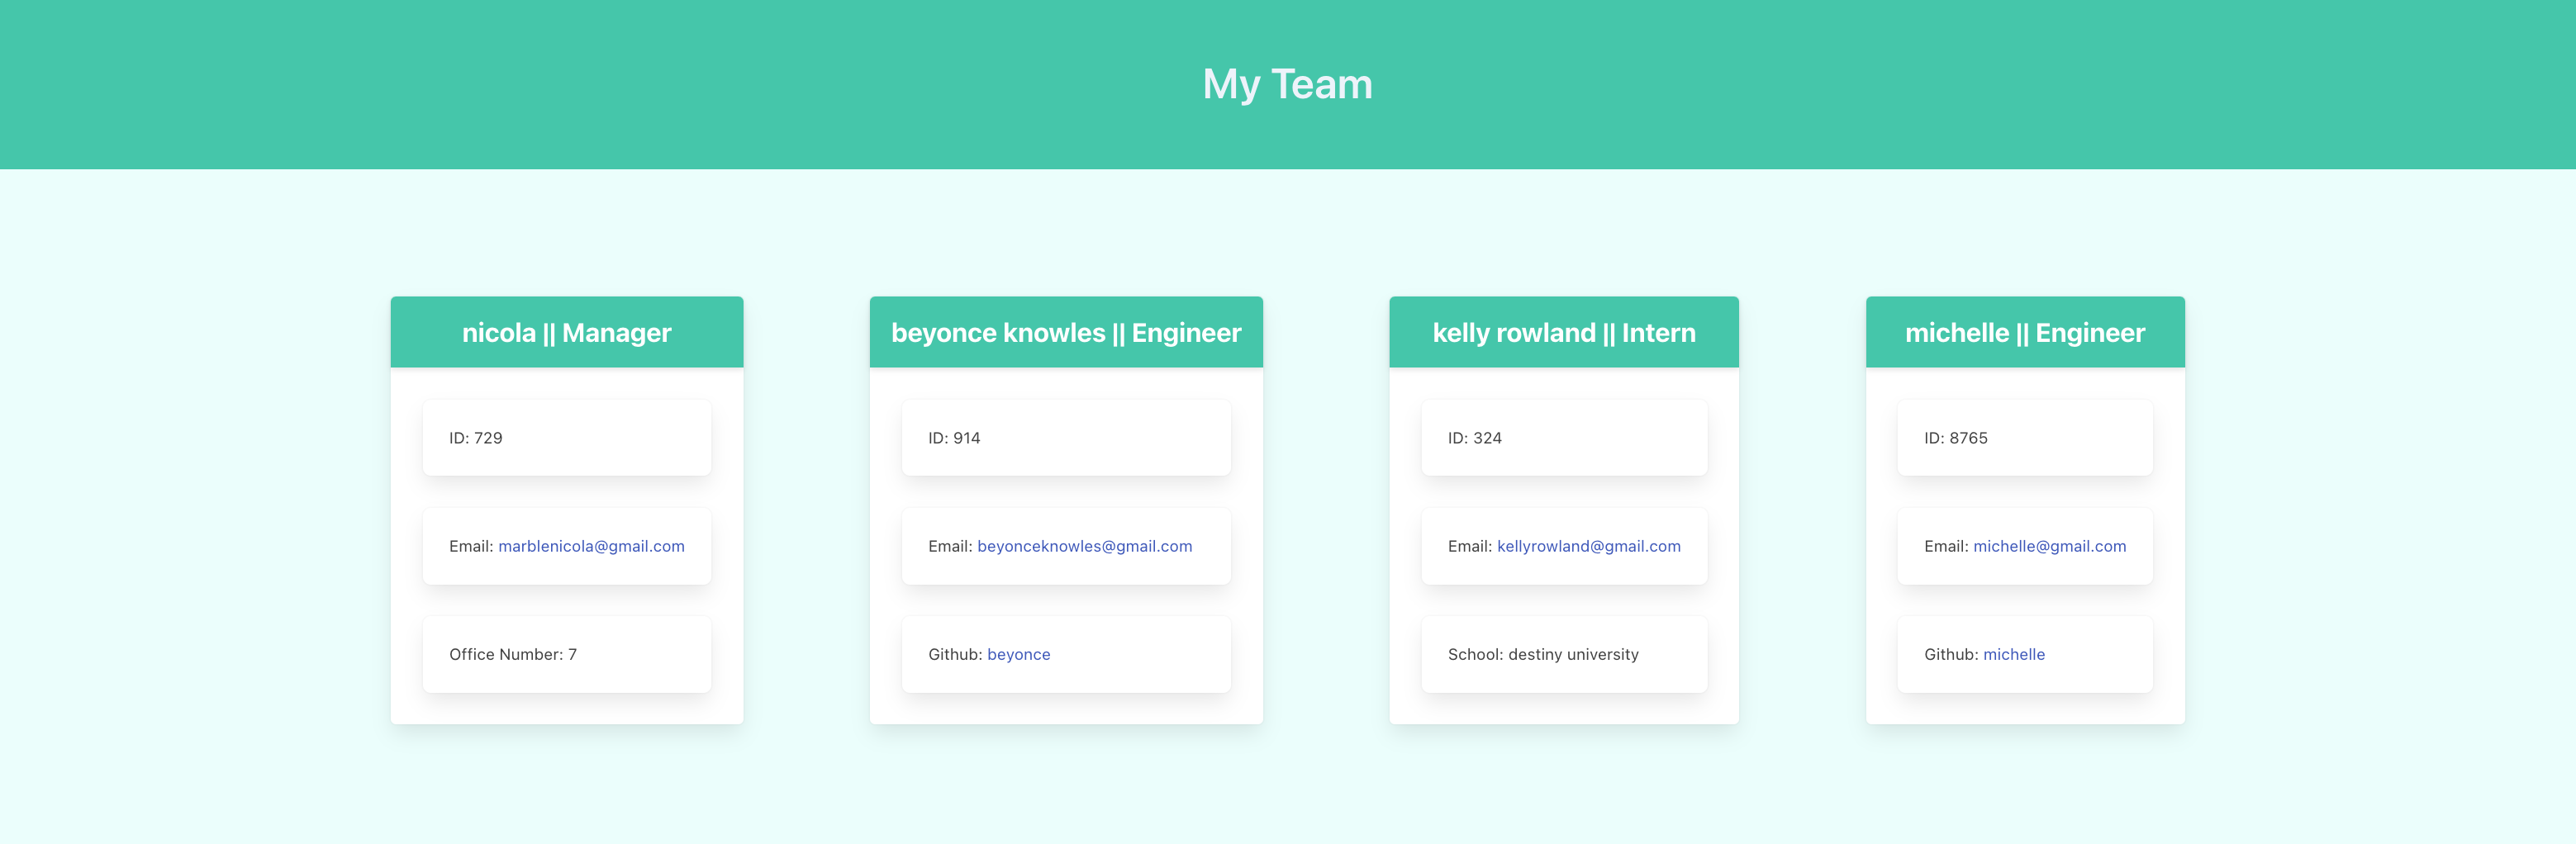 My Team
nicola || Manager
ID: 729
Email: marblenicola@gmail.com
Office Number: 7
beyonce knowles || Engineer
ID: 914
Email: beyonceknowles@gmail.com
Github: beyonce
kelly rowland || Intern
ID: 324
Email: kellyrowland@gmail.com
School: destiny university
michelle || Engineer
ID: 8765
Email: michelle@gmail.com
Github: michelle